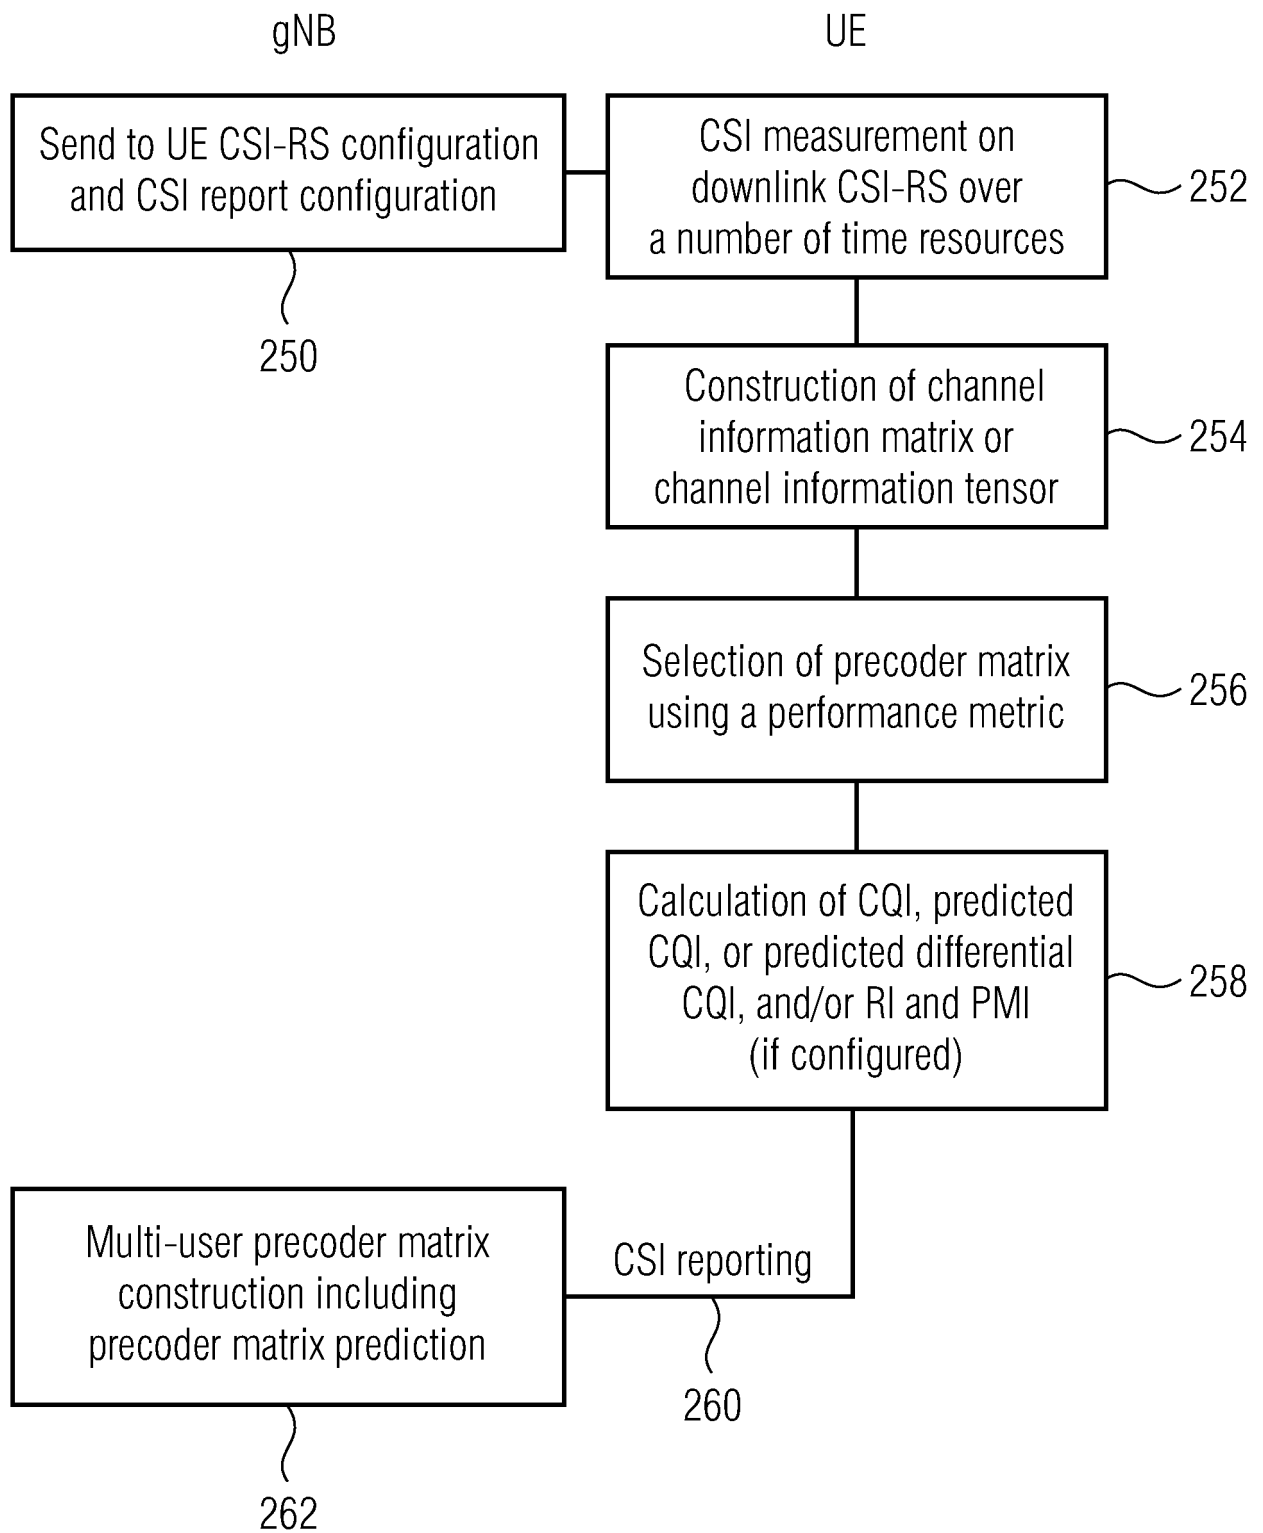 gNB
UE
Send to UE CSI-RS configuration
and CSI report configuration
250
CSI measurement on
downlink CSI-RS over
a number of time resources
252
Construction of channel
information matrix or
channel information tensor
254
Selection of precoder matrix
using a performance metric
256
Calculation of CQI, predicted
CQI, or predicted differential
CQI, and/or RI and PMI
(if configured)
258
CSI reporting
260
Multi-user precoder matrix
construction including
precoder matrix prediction
262